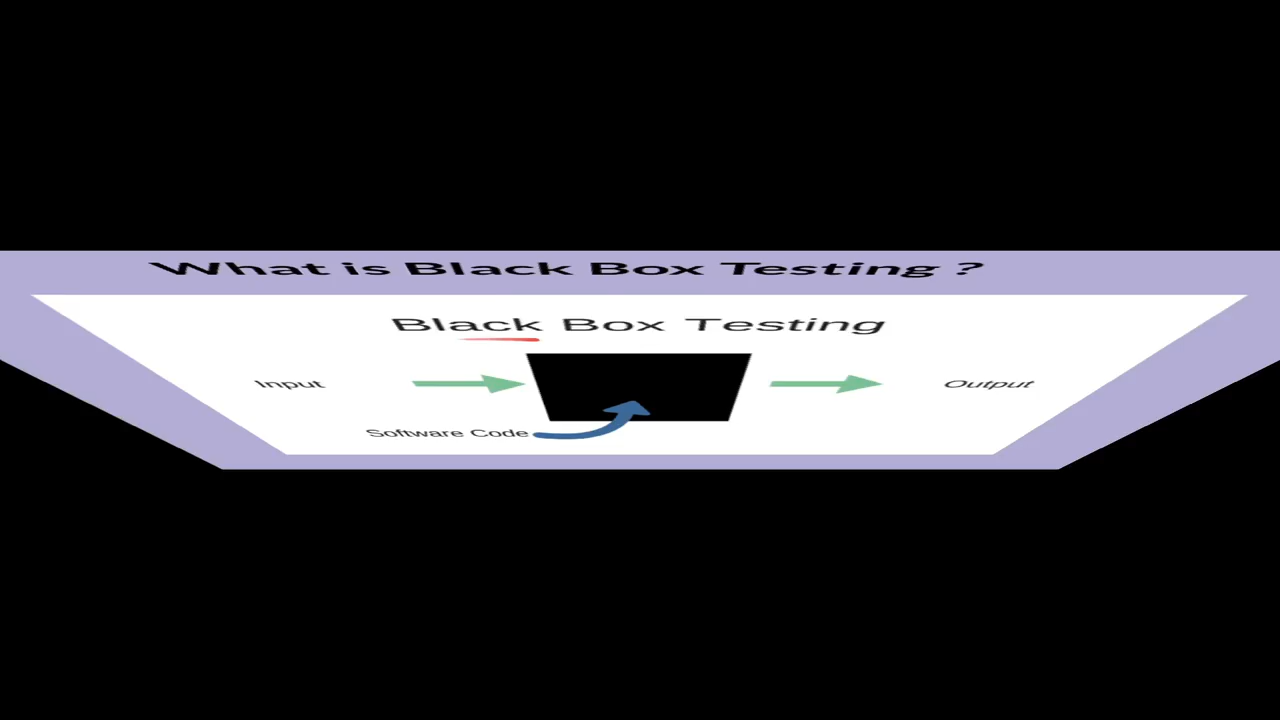 What is Black Box Testing ?
Black Box Testing
Input
Output
Software Code